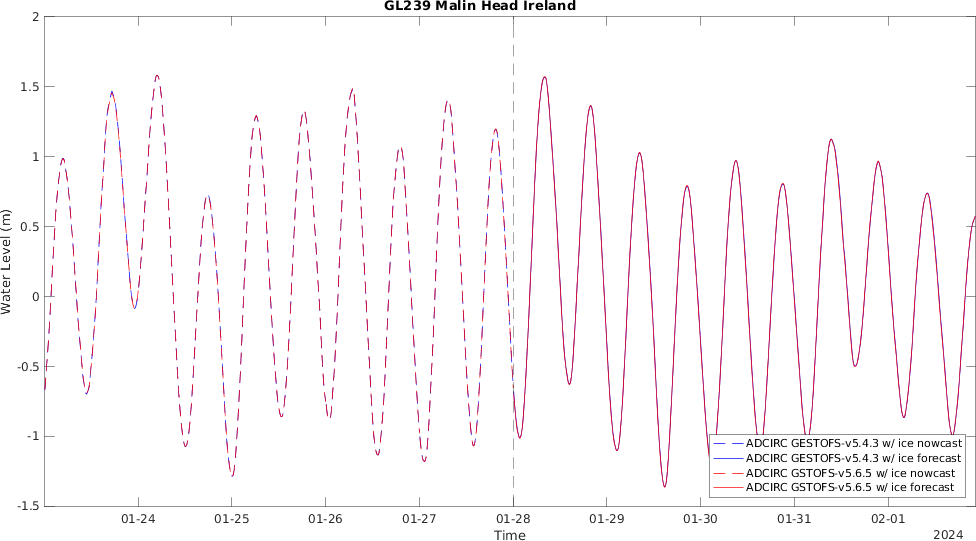 GL239 Malin Head Ireland
2
1.5
1
0.5
0
-0.5
-1
-1.5
Water Level (m)
ADCIRC GESTOFS-v5.4.3 w/ ice nowcast
ADCIRC GESTOFS-v5.4.3 w/ ice forecast
ADCIRC GSTOFS-v5.6.5 w/ ice nowcast
ADCIRC GSTOFS-v5.6.5 w/ ice forecast
01-24 01-25 01-26 01-27 01-28 01-29 01-30 01-31 02-01
Time
2024